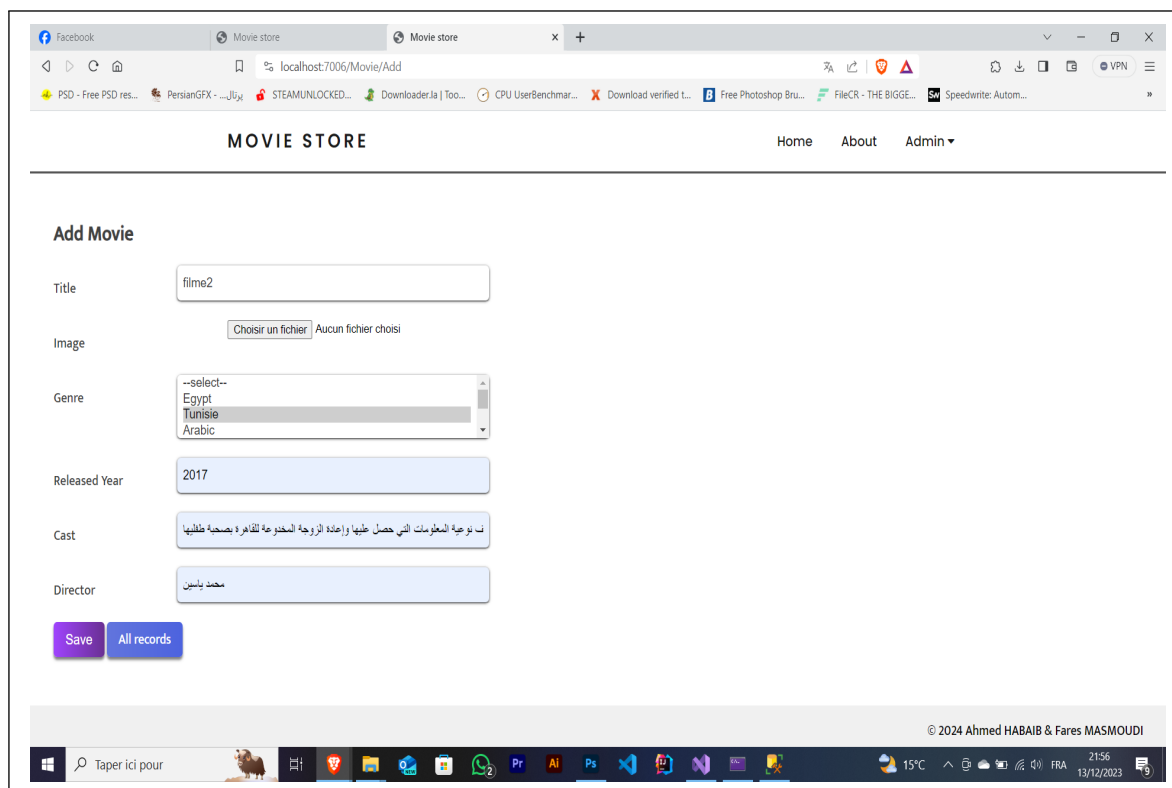 Facebook Movie store Movie store
localhost:7006/Movie/Add VPN
PSD - Free PSD res... PersianGFX - ...پرتال STEAMUNLOCKED... Downloader.la | Too... CPU UserBenchmar... Download verified t... Free Photoshop Bru... FileCR - THE BIGGE... Speedwrite: Autom... »
MOVIE STORE Home About Admin
Add Movie
Title filme2
Image Choisir un fichier Aucun fichier choisi
Genre --select--
Egypt
Tunisie
Arabic
Released Year 2017
Cast ف نوعية المعلومات التي حصل عليها وإعادة الزوجة المخدوعة للقاهرة بصحبة طفليها
Director محمد ياسين
Save All records
© 2024 Ahmed HABAIB & Fares MASMOUDI
Taper ici pour 15°C FRA 21:56
13/12/2023